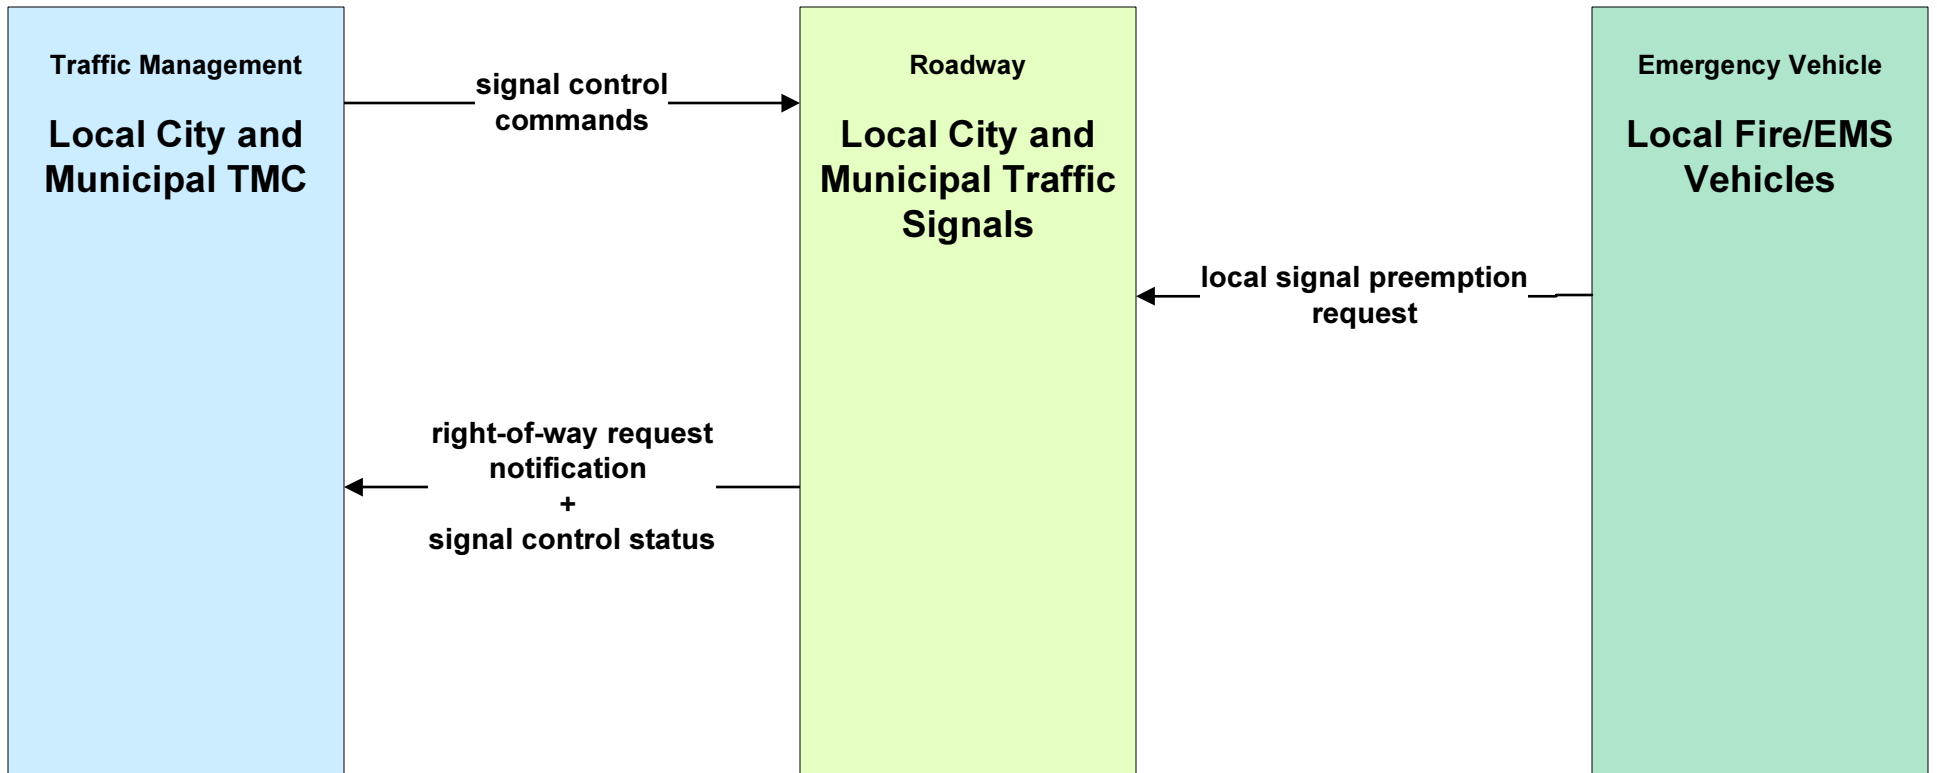 Traffic Management
Local City and
Municipal TMC
signal control
commands
right-of-way request
notification
+
signal control status
Roadway
Local City and
Municipal Traffic
Signals
local signal preemption
request
Emergency Vehicle
Local Fire/EMS
Vehicles